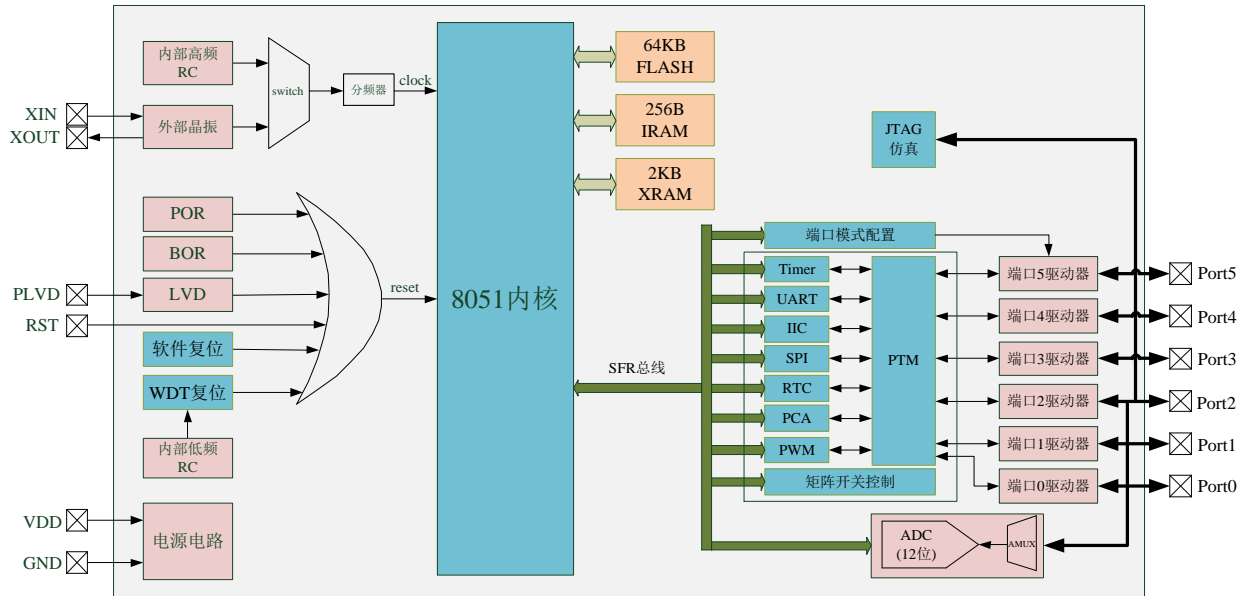 内部高频
RC
XIN
XOUT
外部晶振
switch
分频器
clock
POR
BOR
PLVD
LVD
RST
软件复位
WDT复位
内部低频
RC
reset
VDD
GND
电源电路
8051内核
64KB
FLASH
256B
IRAM
2KB
XRAM
JTAG
仿真
SFR总线
端口模式配置
Timer
UART
IIC
SPI
RTC
PCA
PWM
PTM
矩阵开关控制
端口5驱动器
端口4驱动器
端口3驱动器
端口2驱动器
端口1驱动器
端口0驱动器
Port5
Port4
Port3
Port2
Port1
Port0
ADC
(12位)
AMUX